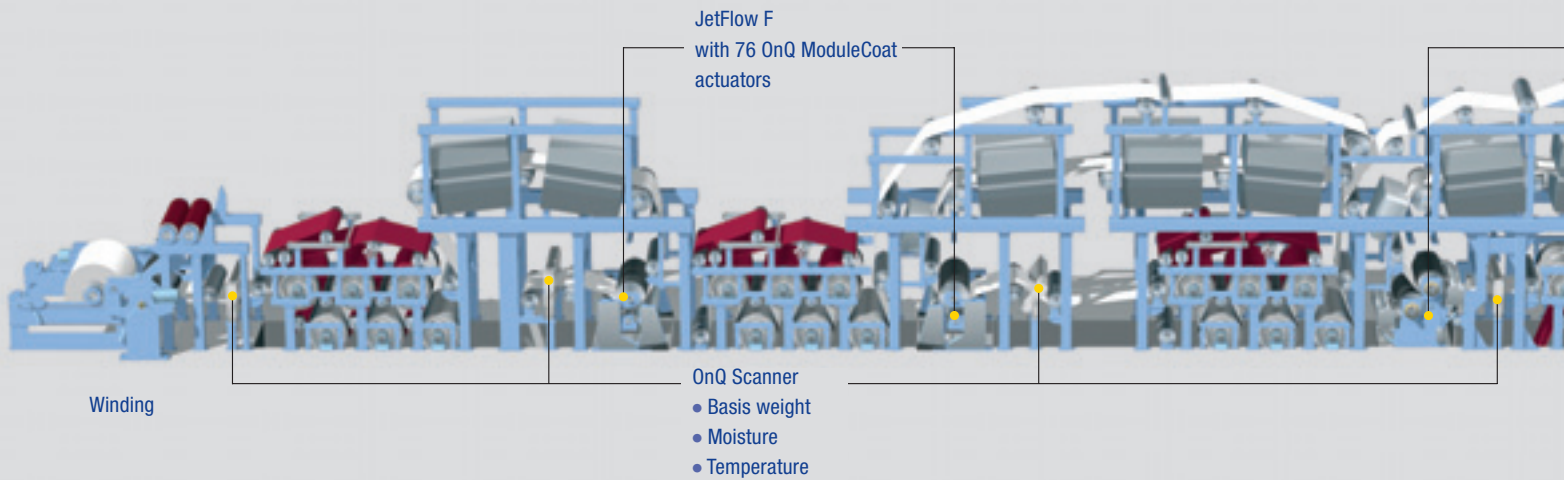 JetFlow F
with 76 OnQ ModuleCoat
actuators
Winding
OnQ Scanner
● Basis weight
● Moisture
● Temperature